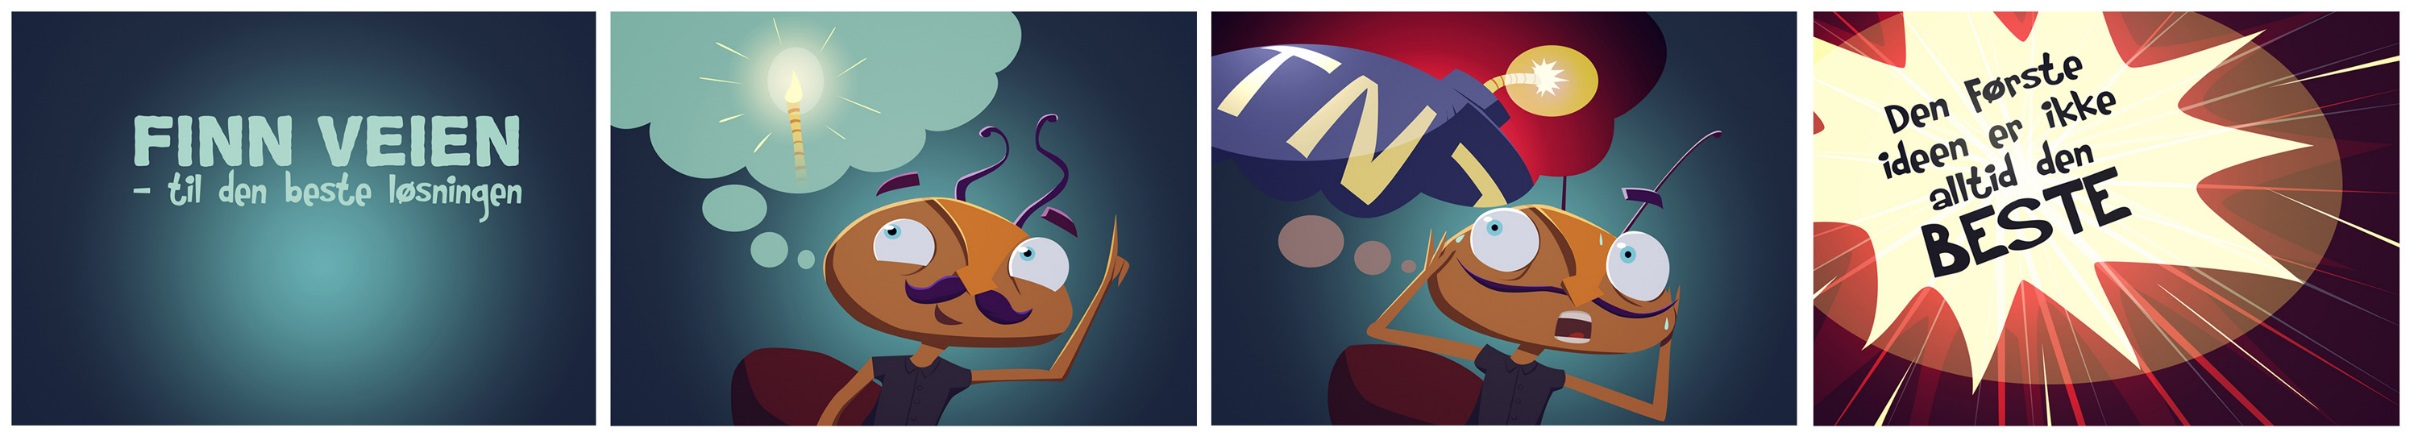 FINN VEIEN
- til den beste løsningen
TNT
Den Første
ideen er ikke
alltid den
BESTE